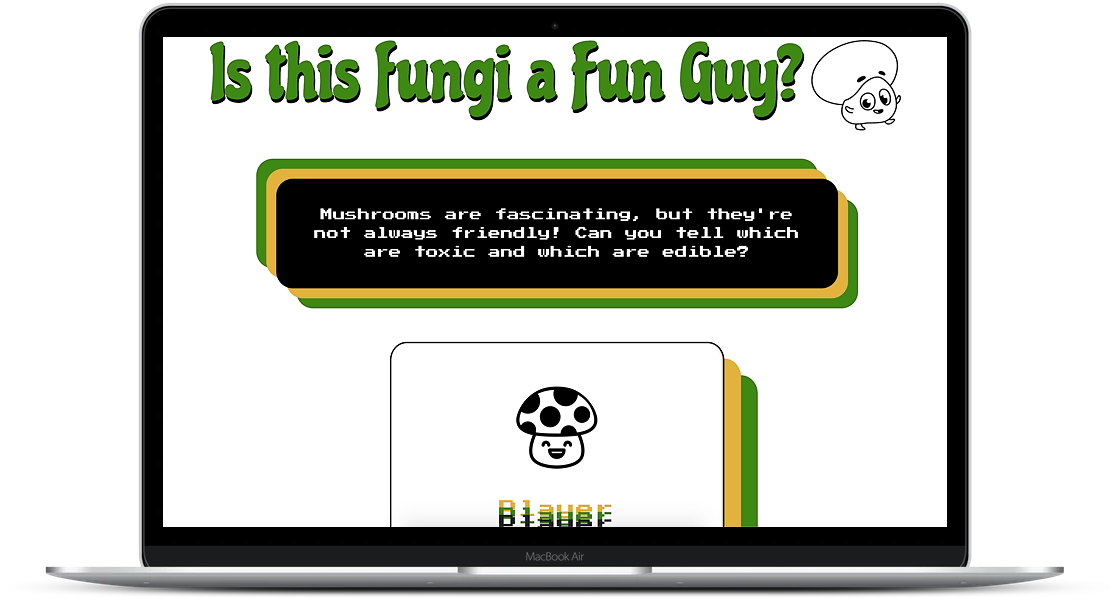 Is this Fungi a Fun Guy?
Mushrooms are fascinating, but they're
not always friendly! Can you tell which
are toxic and which are edible?
Player
MacBook Air